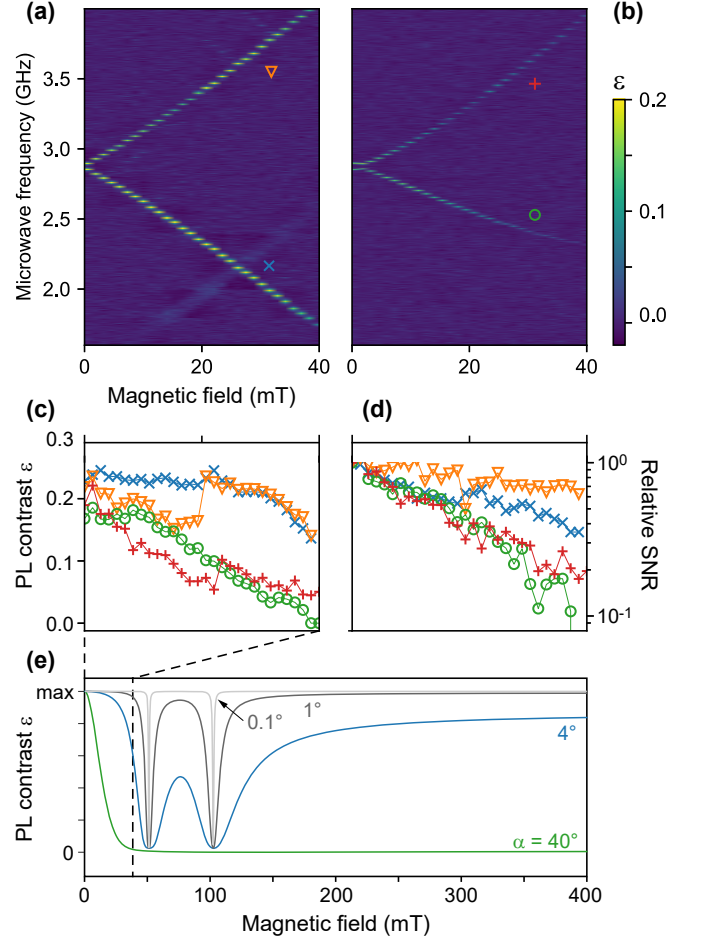 (a)
(b)
Microwave frequency (GHz)
3.5
3.0
2.5
2.0
0
20
40
0
20
40
Magnetic field (mT)
ε
0.2
0.1
0.0
(c)
(d)
PL contrast ε
0.3
0.2
0.1
0.0
10⁰
10⁻¹
Relative SNR
(e)
PL contrast ε
max
0
0.1°
1°
4°
α = 40°
0
100
200
300
400
Magnetic field (mT)